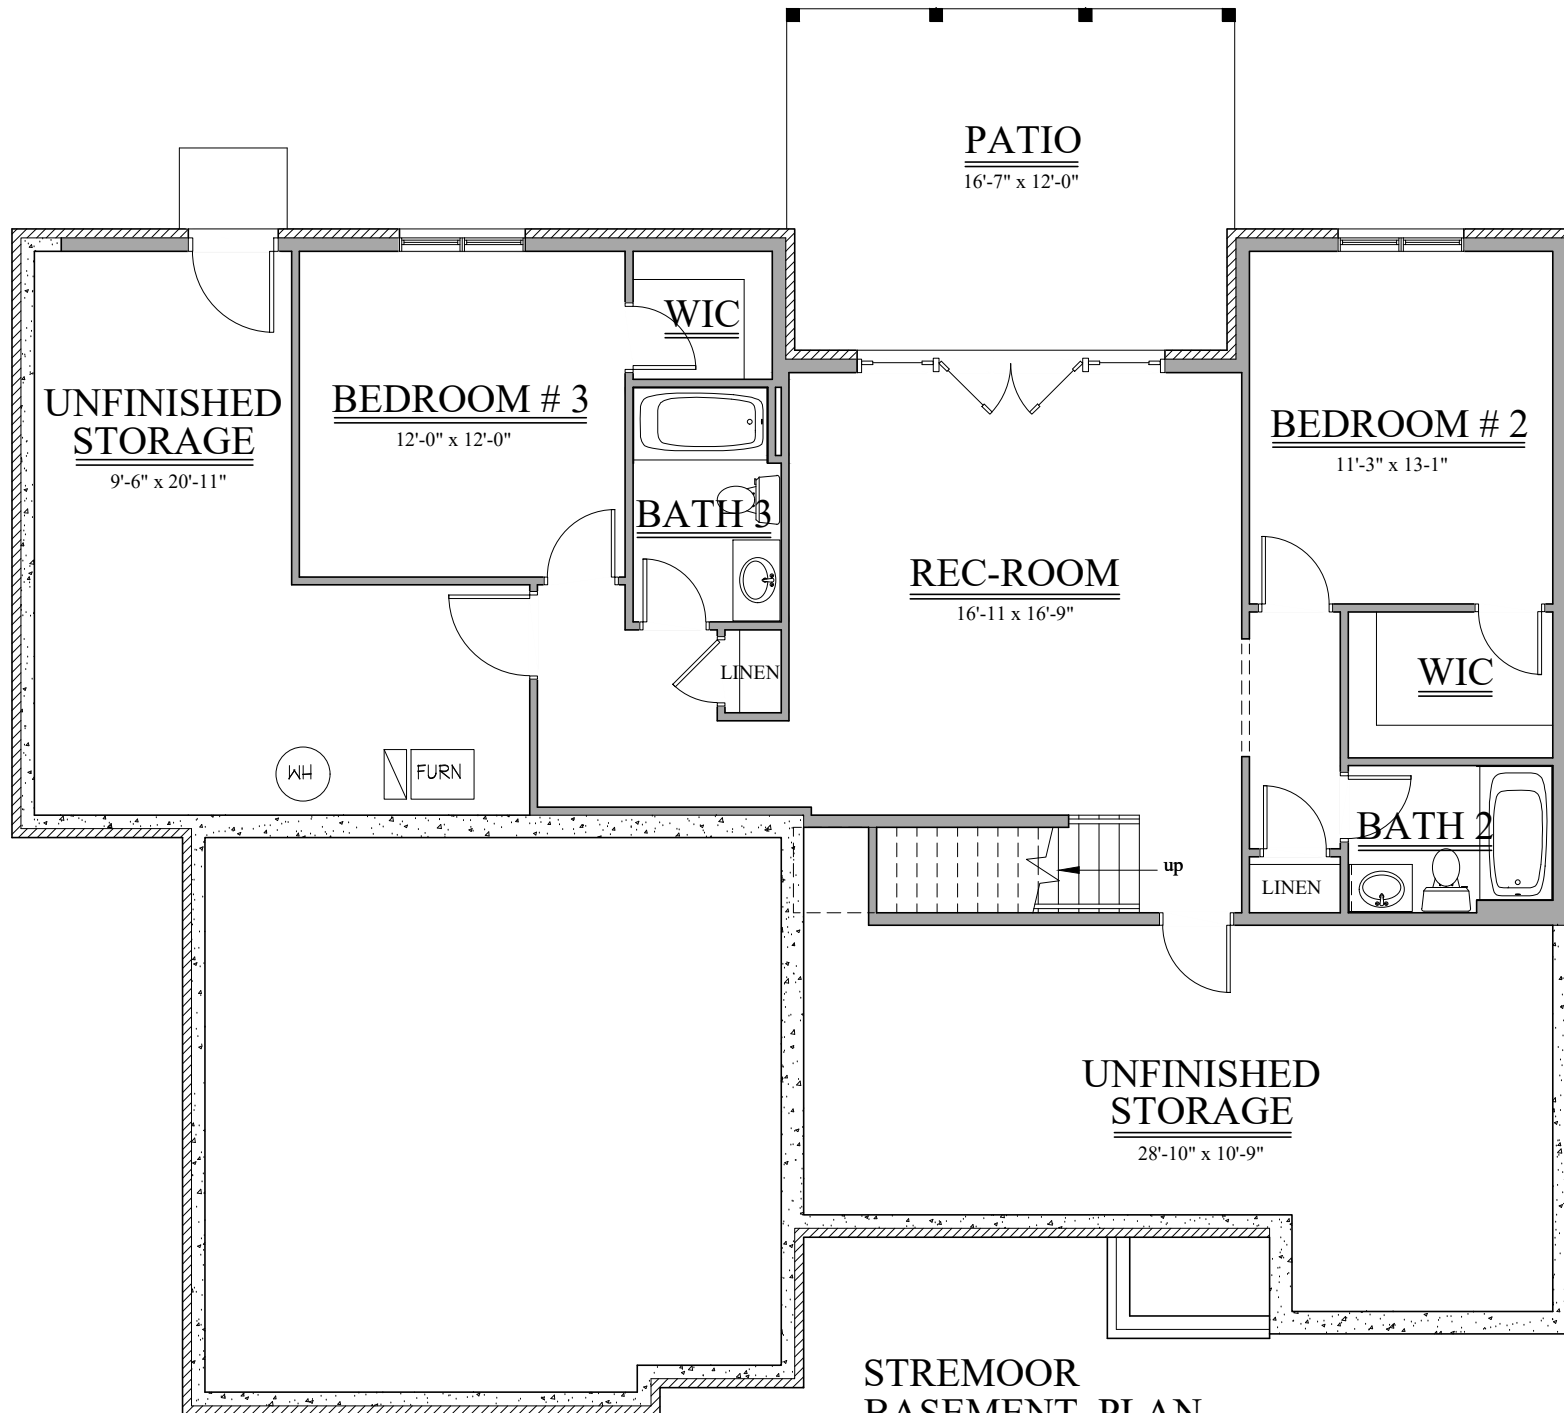 PATIO
16'-7" x 12'-0"
WIC
UNFINISHED
STORAGE
9'-6" x 20'-11"
BEDROOM # 3
12'-0" x 12'-0"
BEDROOM # 2
11'-3" x 13-1"
BATH 3
REC-ROOM
16'-11 x 16'-9"
LINEN
WIC
WH
FURN
BATH 2
up
LINEN
UNFINISHED
STORAGE
28'-10" x 10'-9"
STREMOOR
BASEMENT PLAN